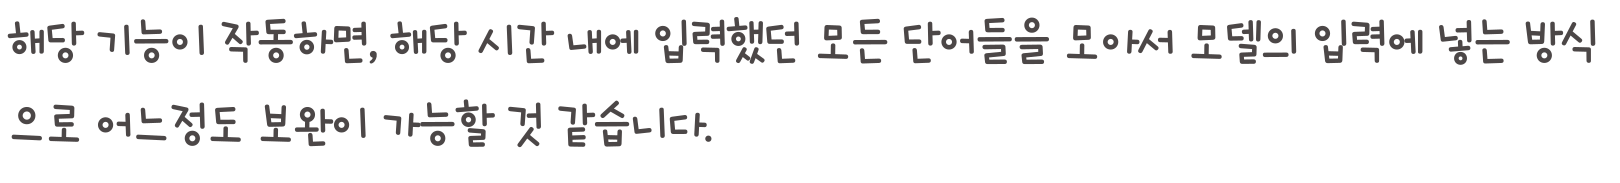 해당 기능이 작동하면, 해당 시간 내에 입력했던 모든 단어들을 모아서 모델의 입력에 넣는 방식
으로 어느정도 보완이 가능할 것 같습니다.